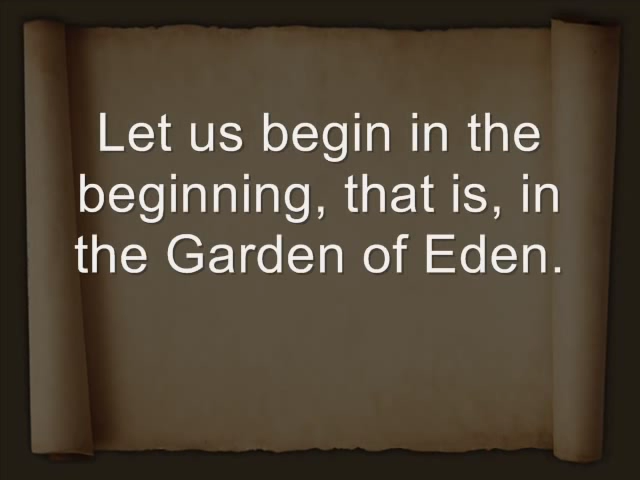 Let us begin in the
beginning, that is, in
the Garden of Eden.